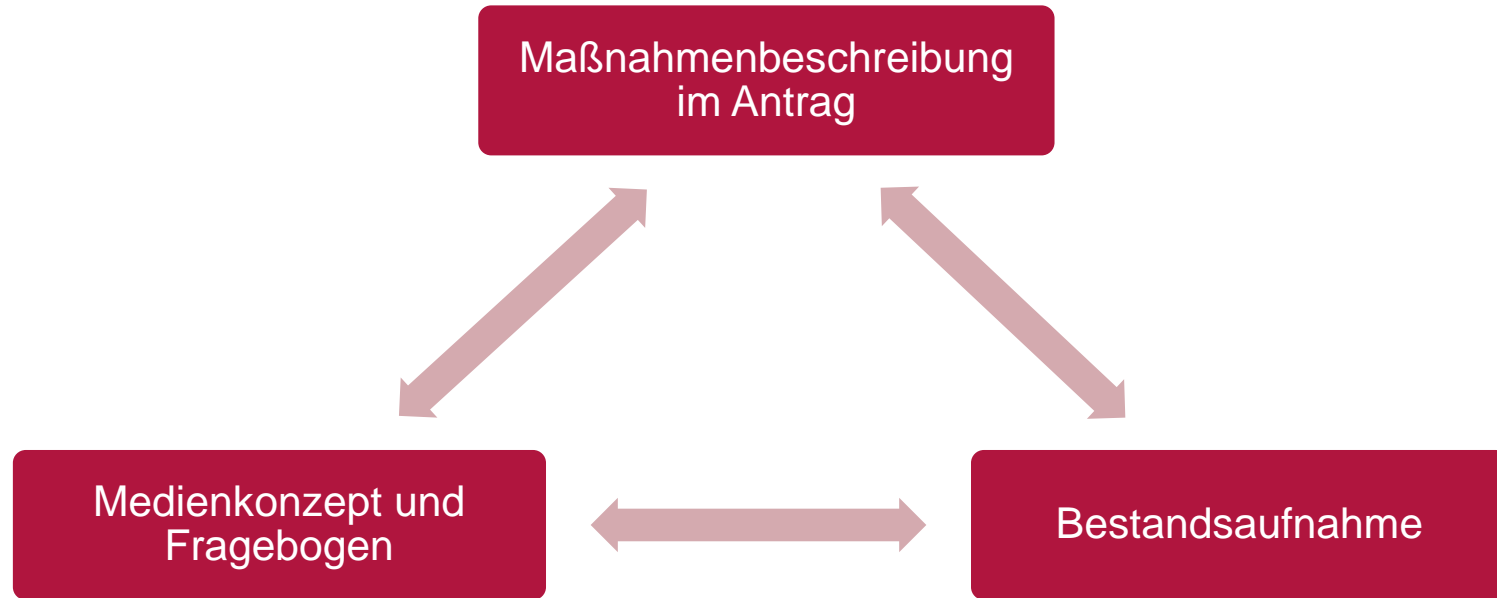 Maßnahmenbeschreibung
im Antrag
Medienkonzept und
Fragebogen
Bestandsaufnahme